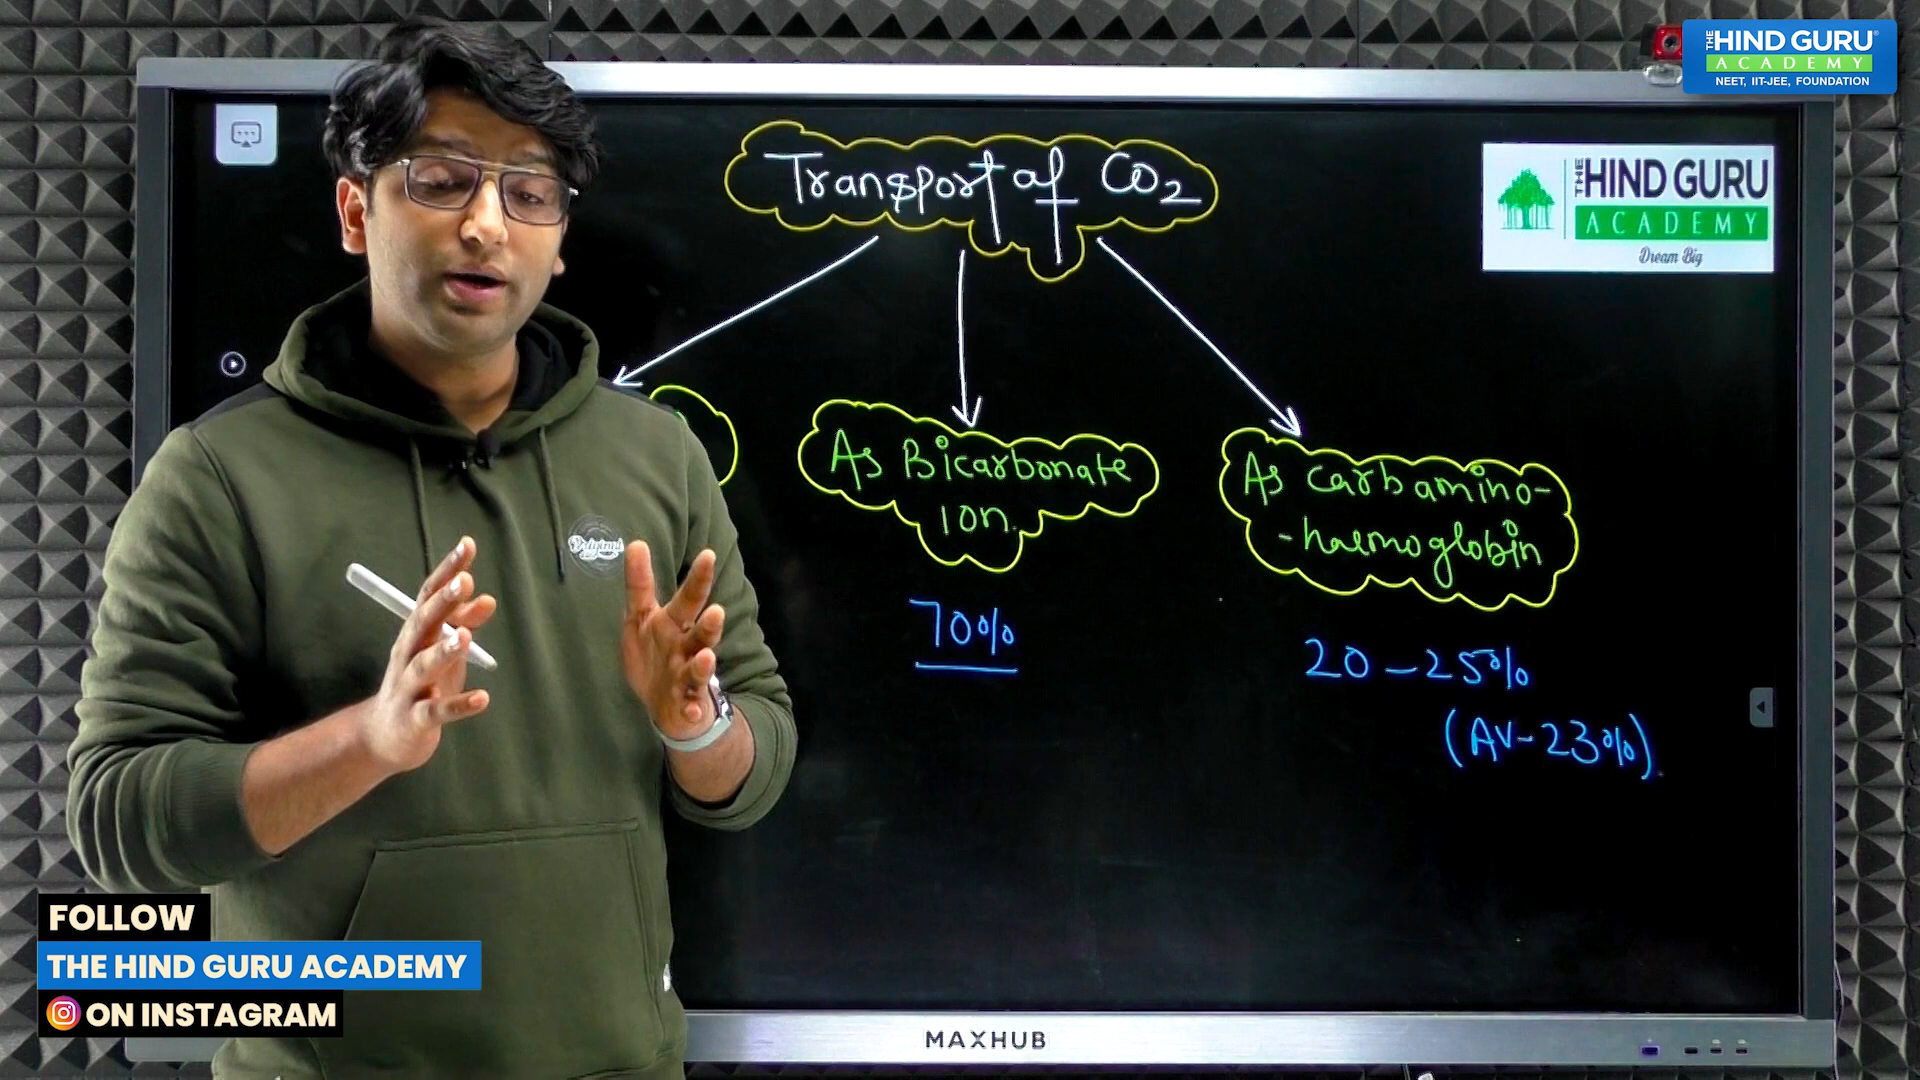 THE HIND GURU
ACADEMY
NEET, IIT-JEE, FOUNDATION
Transport of CO2
THE HIND GURU
ACADEMY
Dream Big
As Bicarbonate
ion.
As carbamino-
-haemoglobin
70%
20-25%
(AV-23%).
Original
FOLLOW
THE HIND GURU ACADEMY
ON INSTAGRAM
MAXHUB